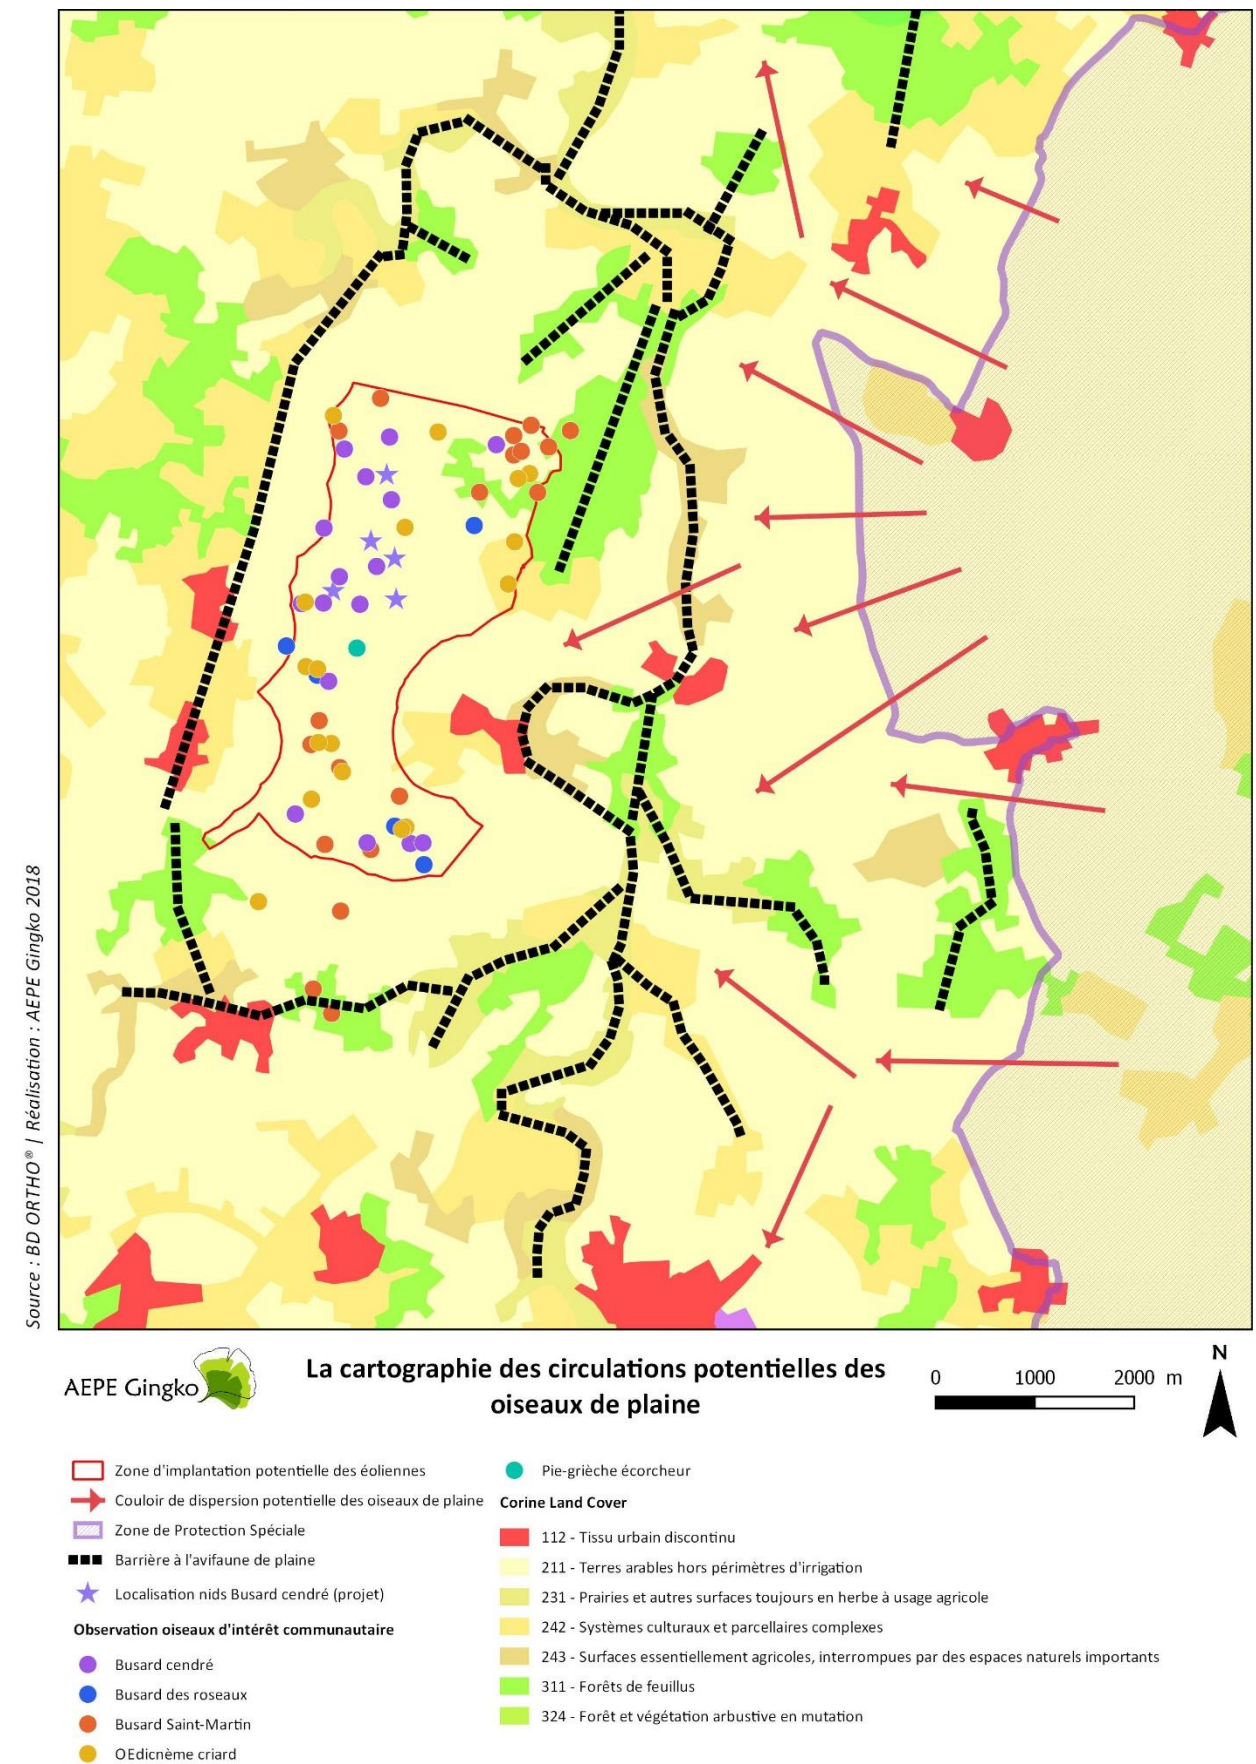 Source : BD ORTHO® | Réalisation : AEPE Gingko 2018
AEPE Gingko
La cartographie des circulations potentielles des
oiseaux de plaine
0 1000 2000 m
N
Zone d'implantation potentielle des éoliennes
Couloir de dispersion potentielle des oiseaux de plaine
Zone de Protection Spéciale
Barrière à l'avifaune de plaine
Localisation nids Busard cendré (projet)
Observation oiseaux d'intérêt communautaire
Busard cendré
Busard des roseaux
Busard Saint-Martin
OEdicnème criard
Pie-grièche écorcheur
Corine Land Cover
112 - Tissu urbain discontinu
211 - Terres arables hors périmètres d'irrigation
231 - Prairies et autres surfaces toujours en herbe à usage agricole
242 - Systèmes culturaux et parcellaires complexes
243 - Surfaces essentiellement agricoles, interrompues par des espaces naturels importants
311 - Forêts de feuillus
324 - Forêt et végétation arbustive en mutation